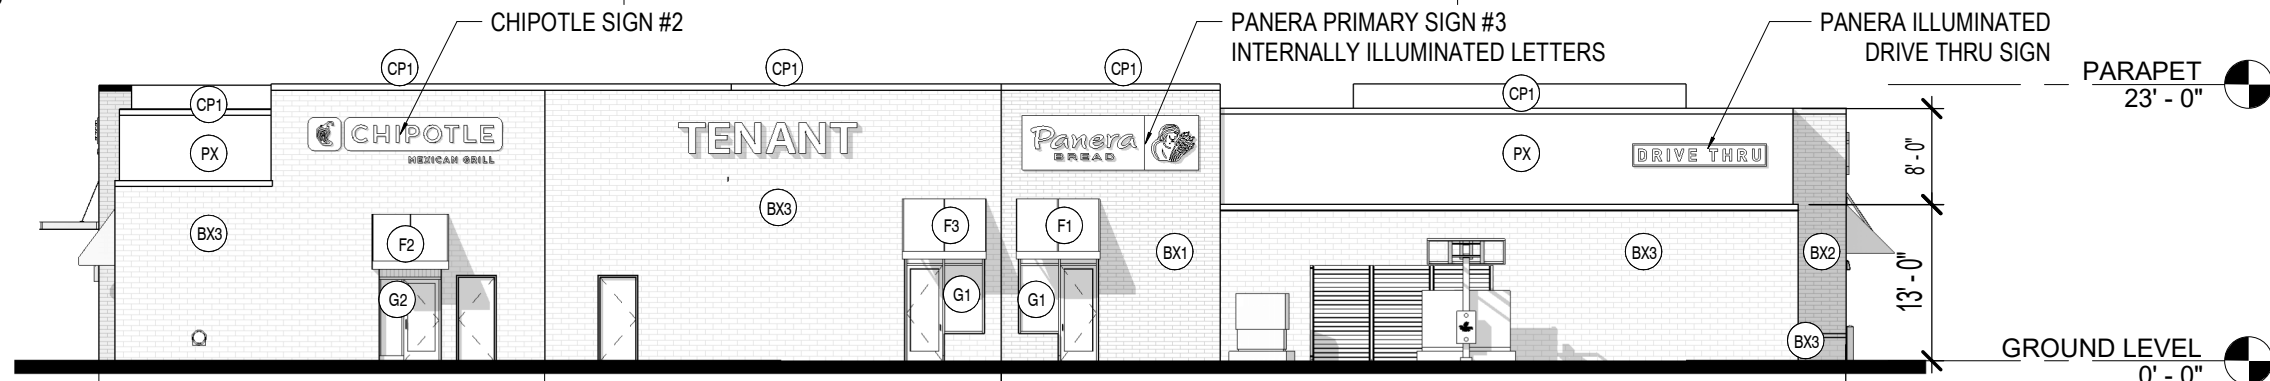 CHIPOTLE SIGN #2
PANERA PRIMARY SIGN #3
INTERNALLY ILLUMINATED LETTERS
PANERA ILLUMINATED
DRIVE THRU SIGN
PARAPET
23' - 0"
CP1
CP1
CP1
CP1
CP1
PX
CHIPOTLE
MEXICAN GRILL
TENANT
Panera
BREAD
PX
DRIVE THRU
8' - 0"
BX3
F2
BX3
F3
F1
BX1
BX3
BX2
G2
G1
G1
13' - 0"
BX3
GROUND LEVEL
0' - 0"